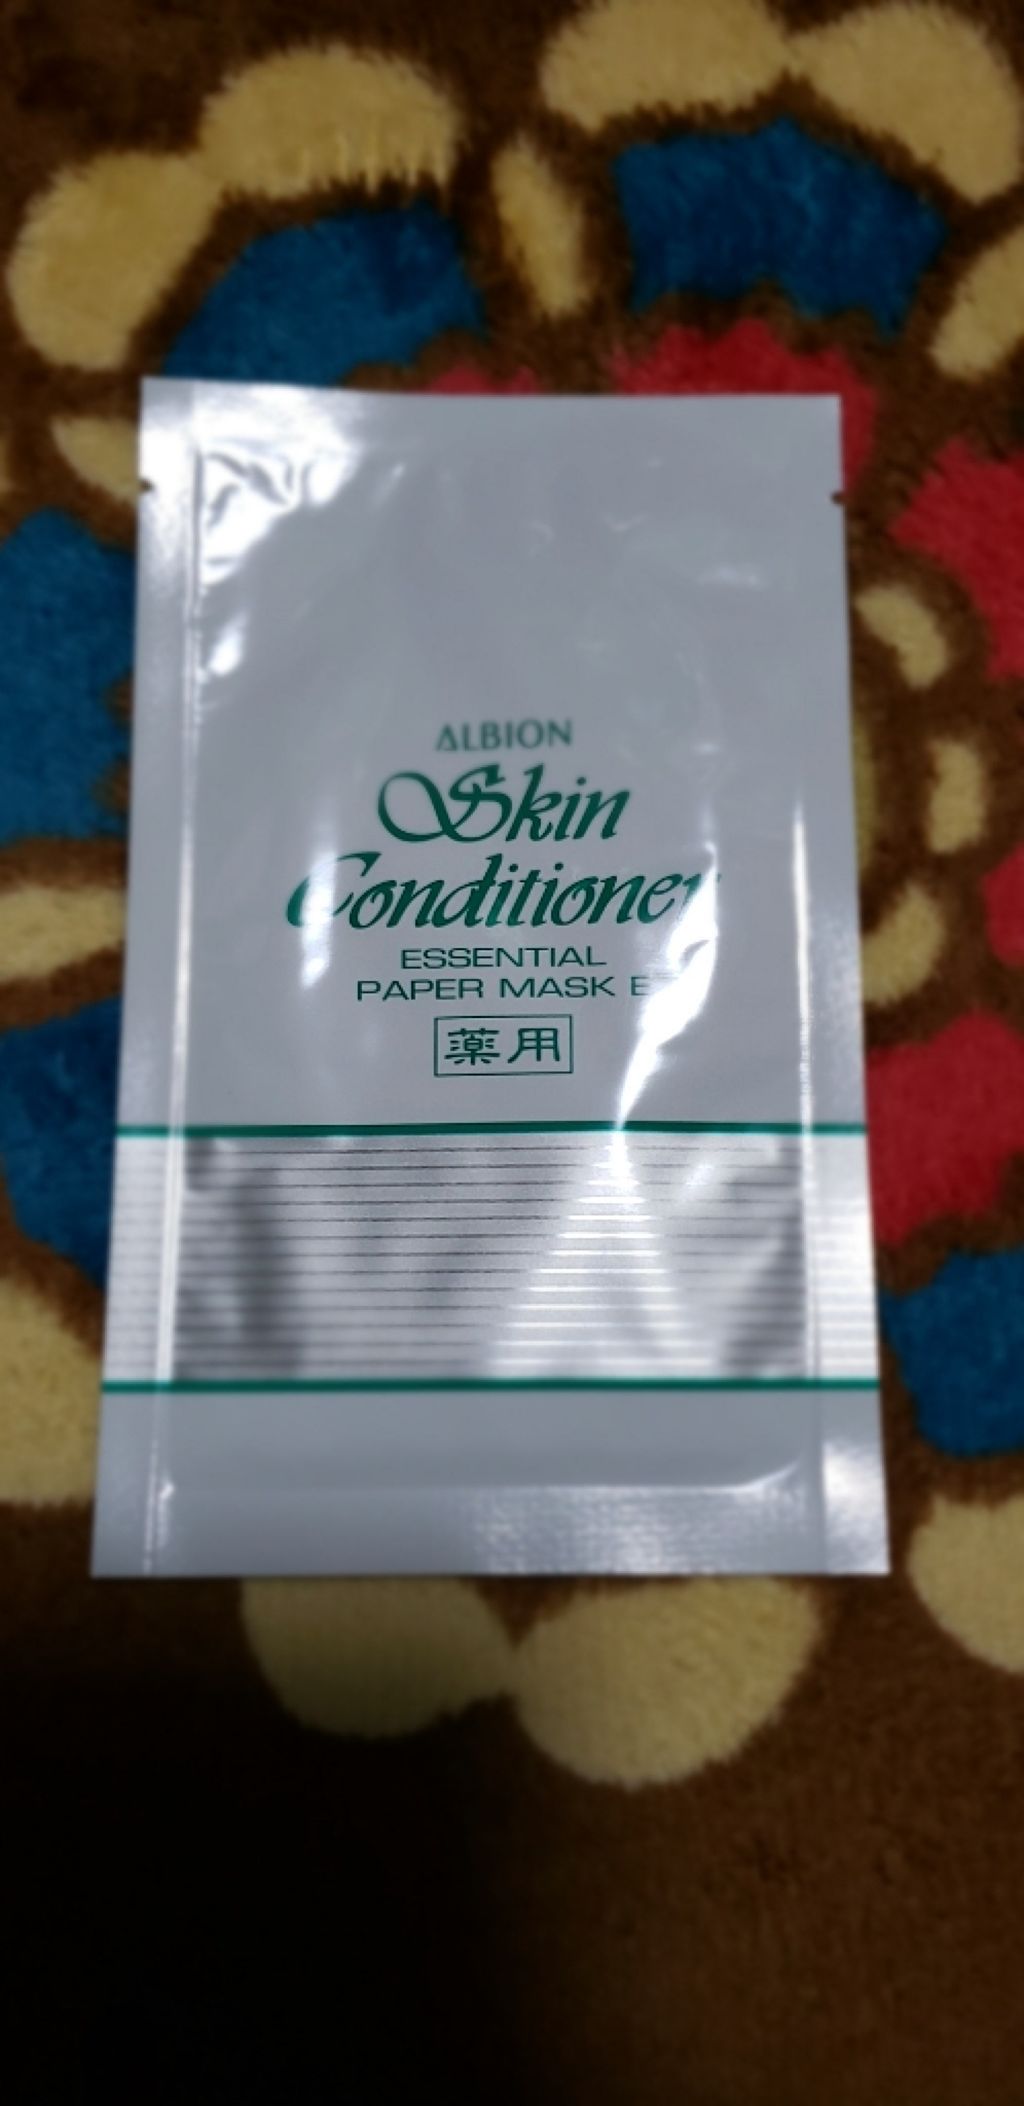 ALBION
Skin
Conditioner
ESSENTIAL
PAPER MASK
薬用